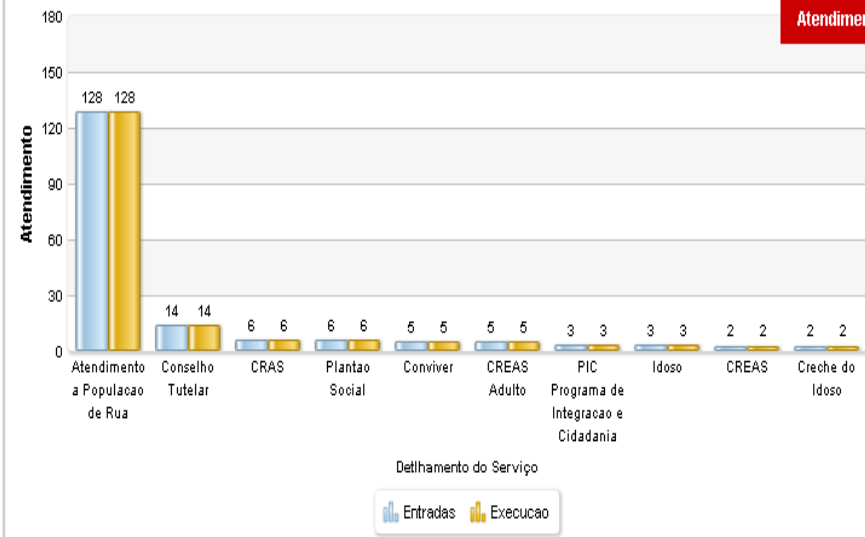 Atendimen
180
150
120
90
60
30
0
Atendimento
128 128
14 14
6 6
6 6
5 5
5 5
3 3
3 3
2 2
2 2
Atendimento
a Populacao
de Rua
Conselho
Tutelar
CRAS
Plantao
Social
Conviver
CREAS
Adulto
PIC
Programa de
Integracao e
Cidadania
Idoso
CREAS
Creche do
Idoso
Detlhamento do Serviço
Entradas Execucao